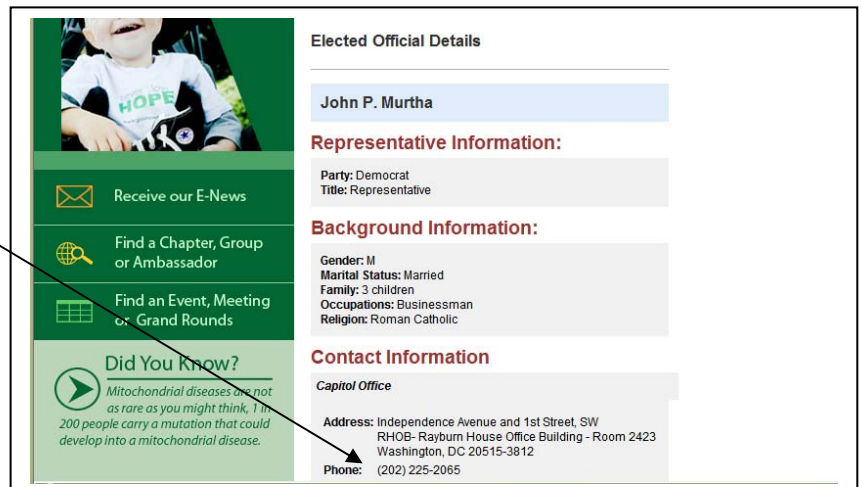 HOPE
Receive our E-News
Find a Chapter, Group
or Ambassador
Find an Event, Meeting
or Grand Rounds
Did You Know?
Mitochondrial diseases are not
as rare as you might think, 1 in
200 people carry a mutation that could
develop into a mitochondrial disease.
Elected Official Details
John P. Murtha
Representative Information:
Party: Democrat
Title: Representative
Background Information:
Gender: M
Marital Status: Married
Family: 3 children
Occupations: Businessman
Religion: Roman Catholic
Contact Information
Capitol Office
Address: Independence Avenue and 1st Street, SW
RHOB- Rayburn House Office Building - Room 2423
Washington, DC 20515-3812
Phone: (202) 225-2065